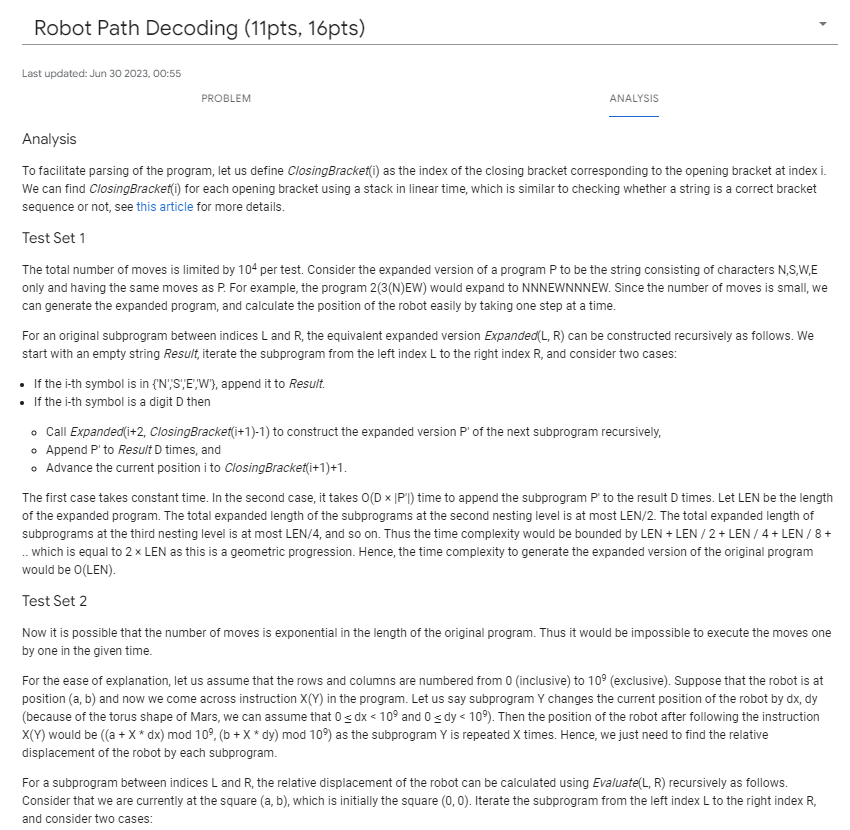 Robot Path Decoding (11pts, 16pts)
Last updated: Jun 30 2023, 00:55
PROBLEM
ANALYSIS
Analysis
To facilitate parsing of the program, let us define ClosingBracket(i) as the index of the closing bracket corresponding to the opening bracket at index i.
We can find ClosingBracket(i) for each opening bracket using a stack in linear time, which is similar to checking whether a string is a correct bracket
sequence or not, see this article for more details.
Test Set 1
The total number of moves is limited by 10⁴ per test. Consider the expanded version of a program P to be the string consisting of characters N,S,W,E
only and having the same moves as P. For example, the program 2(3(N)EW) would expand to NNNEWNNNEW. Since the number of moves is small, we
can generate the expanded program, and calculate the position of the robot easily by taking one step at a time.
For an original subprogram between indices L and R, the equivalent expanded version Expanded(L, R) can be constructed recursively as follows. We
start with an empty string Result, iterate the subprogram from the left index L to the right index R, and consider two cases:
• If the i-th symbol is in {'N','S','E','W'}, append it to Result.
• If the i-th symbol is a digit D then
◦ Call Expanded(i+2, ClosingBracket(i+1)-1) to construct the expanded version P' of the next subprogram recursively,
◦ Append P' to Result D times, and
◦ Advance the current position i to ClosingBracket(i+1)+1.
The first case takes constant time. In the second case, it takes O(D × |P'|) time to append the subprogram P' to the result D times. Let LEN be the length
of the expanded program. The total expanded length of the subprograms at the second nesting level is at most LEN/2. The total expanded length of
subprograms at the third nesting level is at most LEN/4, and so on. Thus the time complexity would be bounded by LEN + LEN / 2 + LEN / 4 + LEN / 8 +
.. which is equal to 2 × LEN as this is a geometric progression. Hence, the time complexity to generate the expanded version of the original program
would be O(LEN).
Test Set 2
Now it is possible that the number of moves is exponential in the length of the original program. Thus it would be impossible to execute the moves one
by one in the given time.
For the ease of explanation, let us assume that the rows and columns are numbered from 0 (inclusive) to 10⁹ (exclusive). Suppose that the robot is at
position (a, b) and now we come across instruction X(Y) in the program. Let us say subprogram Y changes the current position of the robot by dx, dy
(because of the torus shape of Mars, we can assume that 0 ≤ dx < 10⁹ and 0 ≤ dy < 10⁹). Then the position of the robot after following the instruction
X(Y) would be ((a + X * dx) mod 10⁹, (b + X * dy) mod 10⁹) as the subprogram Y is repeated X times. Hence, we just need to find the relative
displacement of the robot by each subprogram.
For a subprogram between indices L and R, the relative displacement of the robot can be calculated using Evaluate(L, R) recursively as follows.
Consider that we are currently at the square (a, b), which is initially the square (0, 0). Iterate the subprogram from the left index L to the right index R,
and consider two cases: